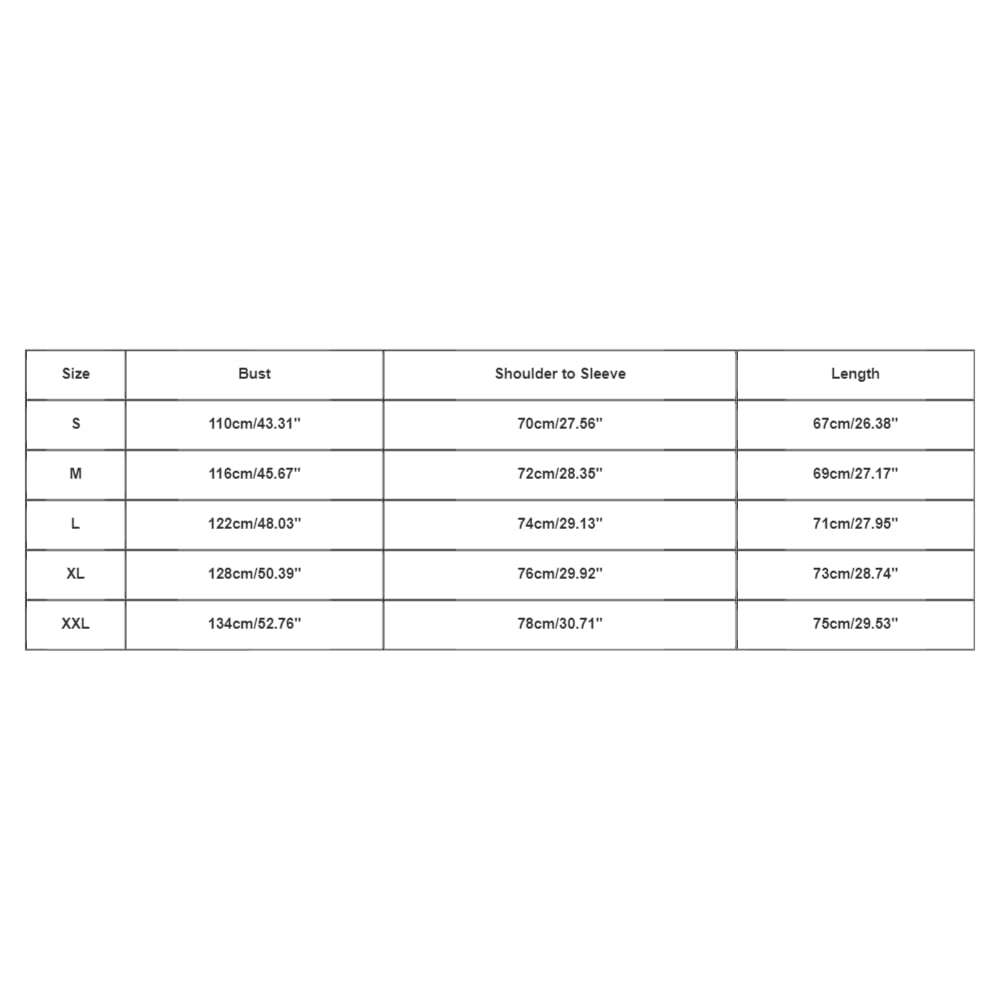 Size Bust Shoulder to Sleeve Length
S 110cm/43.31" 70cm/27.56" 67cm/26.38"
M 116cm/45.67" 72cm/28.35" 69cm/27.17"
L 122cm/48.03" 74cm/29.13" 71cm/27.95"
XL 128cm/50.39" 76cm/29.92" 73cm/28.74"
XXL 134cm/52.76" 78cm/30.71" 75cm/29.53"